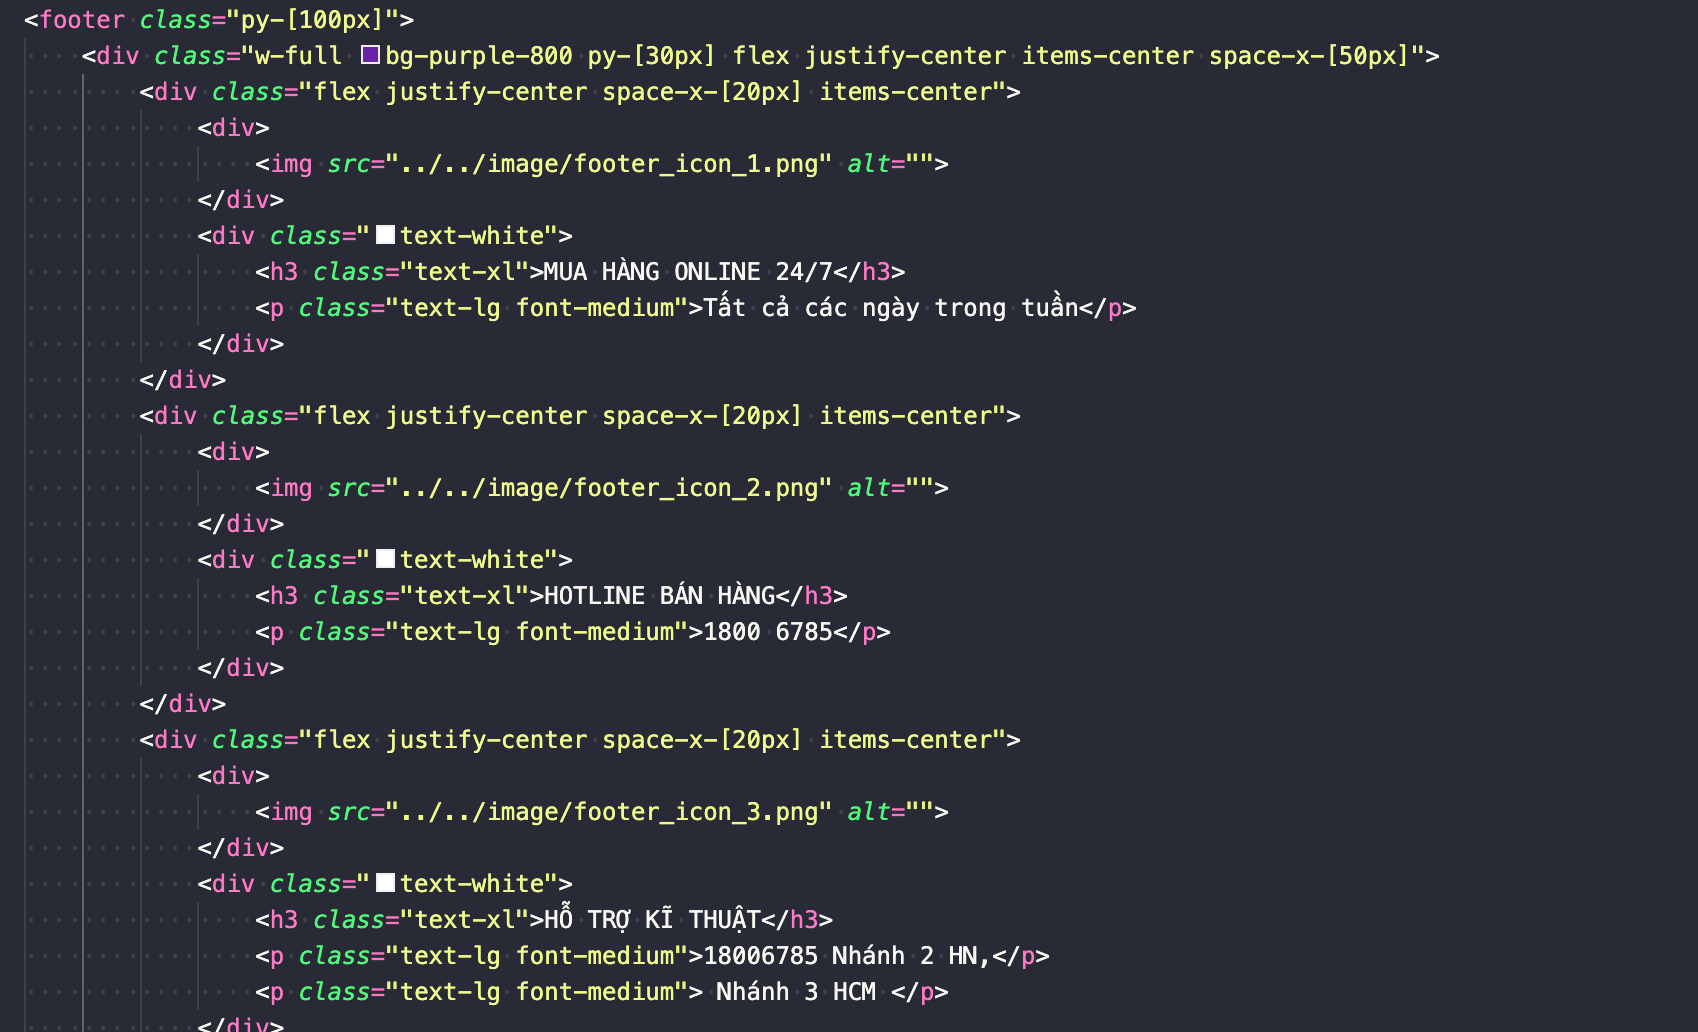 <footer class="py-[100px]">
<div class="w-full bg-purple-800 py-[30px] flex justify-center items-center space-x-[50px]">
<div class="flex justify-center space-x-[20px] items-center">
<div>
<img src="../../image/footer_icon_1.png" alt="">
</div>
<div class="text-white">
<h3 class="text-xl">MUA HÀNG ONLINE 24/7</h3>
<p class="text-lg font-medium">Tất cả các ngày trong tuần</p>
</div>
</div>
<div class="flex justify-center space-x-[20px] items-center">
<div>
<img src="../../image/footer_icon_2.png" alt="">
</div>
<div class="text-white">
<h3 class="text-xl">HOTLINE BÁN HÀNG</h3>
<p class="text-lg font-medium">1800 6785</p>
</div>
</div>
<div class="flex justify-center space-x-[20px] items-center">
<div>
<img src="../../image/footer_icon_3.png" alt="">
</div>
<div class="text-white">
<h3 class="text-xl">HỖ TRỢ KĨ THUẬT</h3>
<p class="text-lg font-medium">18006785 Nhánh 2 HN,</p>
<p class="text-lg font-medium"> Nhánh 3 HCM </p>
</div>